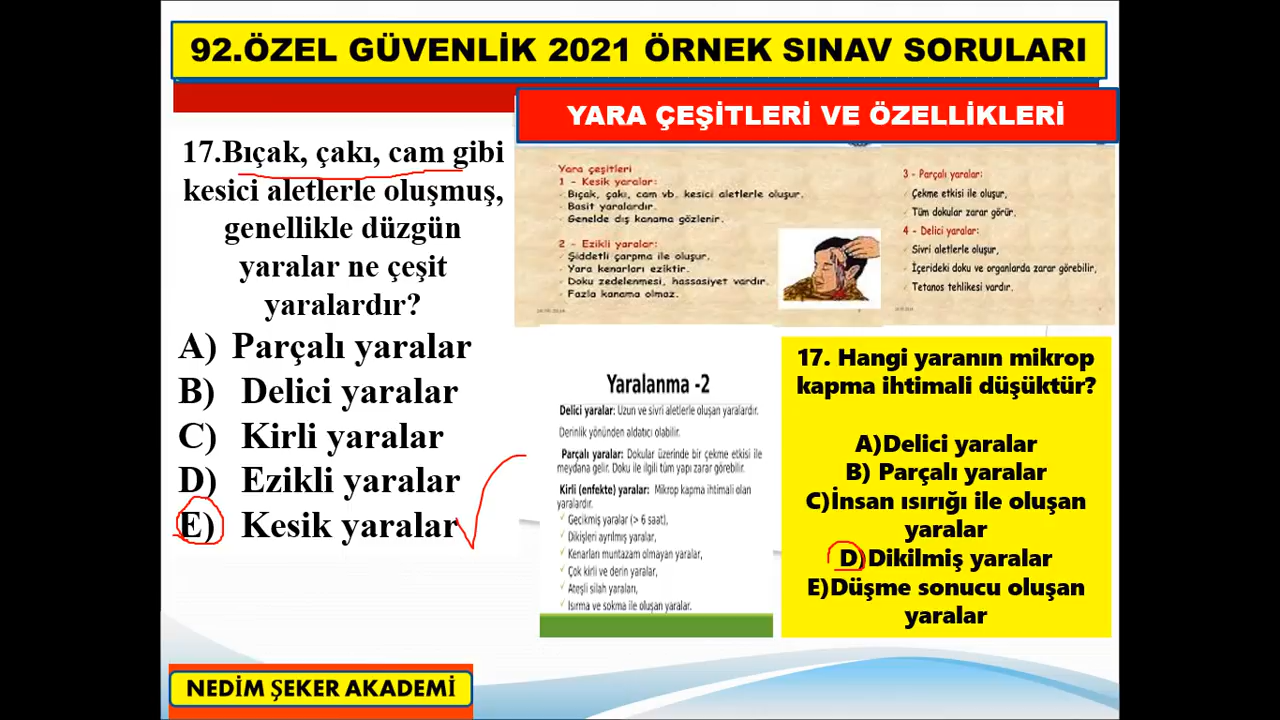 92.ÖZEL GÜVENLİK 2021 ÖRNEK SINAV SORULARI
YARA ÇEŞİTLERİ VE ÖZELLİKLERİ
17.Bıçak, çakı, cam gibi
kesici aletlerle oluşmuş,
genellikle düzgün
yaralar ne çeşit
yaralardır?
A) Parçalı yaralar
B) Delici yaralar
C) Kirli yaralar
D) Ezikli yaralar
E) Kesik yaralar
Yara çeşitleri
1 - Kesik yaralar:
Bıçak, çakı, cam vb. kesici aletlerle oluşur.
Basit yaralardır.
Genelde dış kanama gözlenir.
2 - Ezikli yaralar:
Şiddetli çarpma ile oluşur,
Yara kenarları eziktir.
Doku zedelenmesi, hassasiyet vardır.
Fazla kanama olmaz.
3 - Parçalı yaralar:
Çekme etkisi ile oluşur,
Tüm dokular zarar görür,
4 - Delici yaralar:
Sivri aletlerle oluşur,
İçerideki doku ve organlarda zarar görebilir,
Tetanos tehlikesi vardır.
Yaralanma -2
Delici yaralar: Uzun ve sivri aletlerle oluşan yaralardır.
Derinlik yönünden aldatıcı olabilir.
Parçalı yaralar: Dokular üzerinde bir çekme etkisi ile
meydana gelir. Doku ile ilgili tüm yapı zarar görebilir.
Kirli (enfekte) yaralar: Mikrop kapma ihtimali olan
yaralardır.
Gecikmiş yaralar (> 6 saat),
Dikişleri ayrılmış yaralar,
Kenarları muntazam olmayan yaralar,
Çok kirli ve derin yaralar,
Ateşli silah yaraları,
Isırma ve sokma ile oluşan yaralar.
17. Hangi yaranın mikrop
kapma ihtimali düşüktür?
A)Delici yaralar
B) Parçalı yaralar
C)İnsan ısırığı ile oluşan
yaralar
D)Dikilmiş yaralar
E)Düşme sonucu oluşan
yaralar
NEDİM ŞEKER AKADEMİ